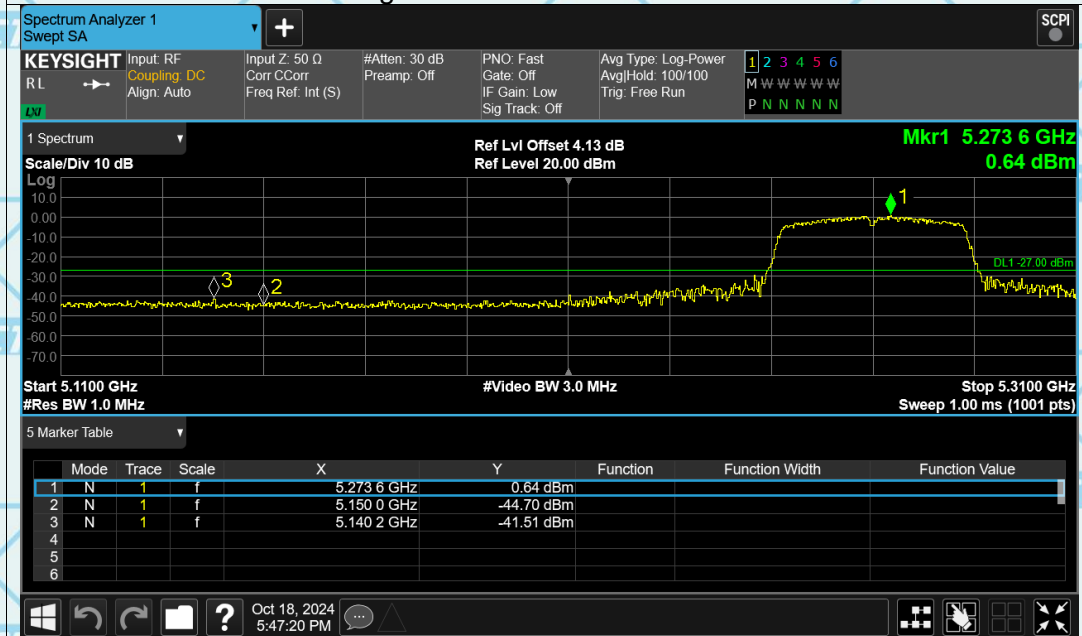 Spectrum Analyzer 1
Swept SA
+
SCPI
KEYSIGHT Input: RF Input Z: 50 Ω #Atten: 30 dB PNO: Fast Avg Type: Log-Power 1 2 3 4 5 6
RL Coupling: DC Corr CCorr Preamp: Off Gate: Off Avg|Hold: 100/100 M W W W W W
Align: Auto Freq Ref: Int (S) IF Gain: Low Trig: Free Run
LXI Sig Track: Off P N N N N N
1 Spectrum Ref Lvl Offset 4.13 dB Mkr1 5.273 6 GHz
Scale/Div 10 dB Ref Level 20.00 dBm 0.64 dBm
Log
10.0 1
0.00
-10.0
-20.0
DL1 -27.00 dBm
-30.0 3 2
-40.0
-50.0
-60.0
-70.0
Start 5.1100 GHz #Video BW 3.0 MHz Stop 5.3100 GHz
#Res BW 1.0 MHz Sweep 1.00 ms (1001 pts)
5 Marker Table
Mode Trace Scale X Y Function Function Width Function Value
1 N 1 f 5.273 6 GHz 0.64 dBm
2 N 1 f 5.150 0 GHz -44.70 dBm
3 N 1 f 5.140 2 GHz -41.51 dBm
4
5
6
? Oct 18, 2024
5:47:20 PM